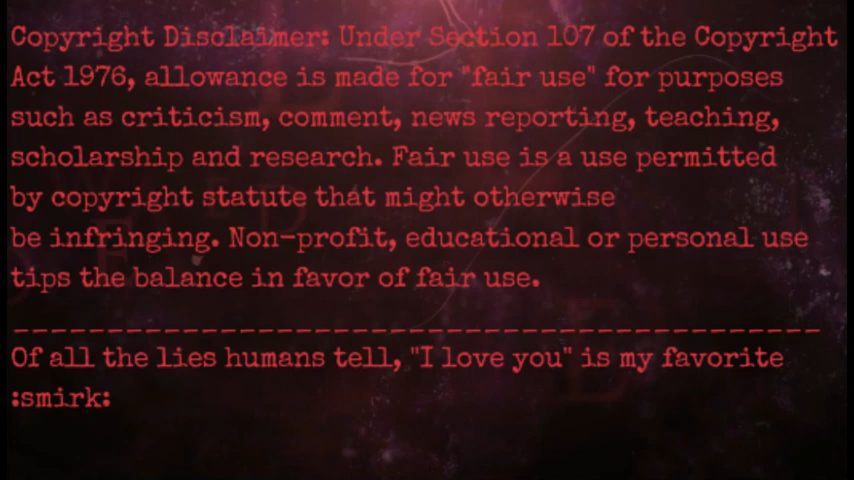 Copyright Disclaimer: Under Section 107 of the Copyright
Act 1976, allowance is made for "fair use" for purposes
such as criticism, comment, news reporting, teaching,
scholarship and research. Fair use is a use permitted
by copyright statute that might otherwise
be infringing. Non-profit, educational or personal use
tips the balance in favor of fair use.
____________________________________________
Of all the lies humans tell, "I love you" is my favorite
:smirk: